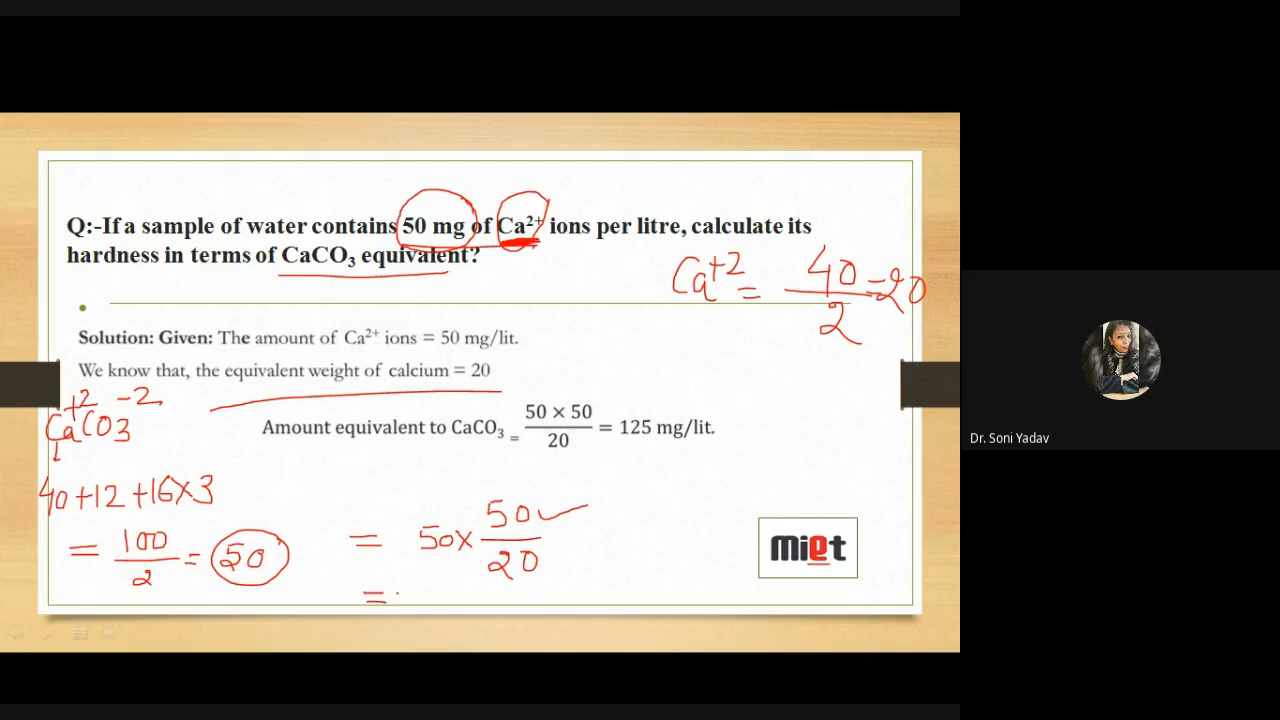 Q:-If a sample of water contains 50 mg of Ca²⁺ ions per litre, calculate its
hardness in terms of CaCO₃ equivalent?
Ca⁺² = 40/2 = 20
Solution: Given: The amount of Ca²⁺ ions = 50 mg/lit.
We know that, the equivalent weight of calcium = 20
Amount equivalent to CaCO₃ = 50 × 50/20 = 125 mg/lit.
+2 -2
CaCO3
40+12+16×3
= 100/2 = 50
= 50× 50/20
=
miet
Dr. Soni Yadav